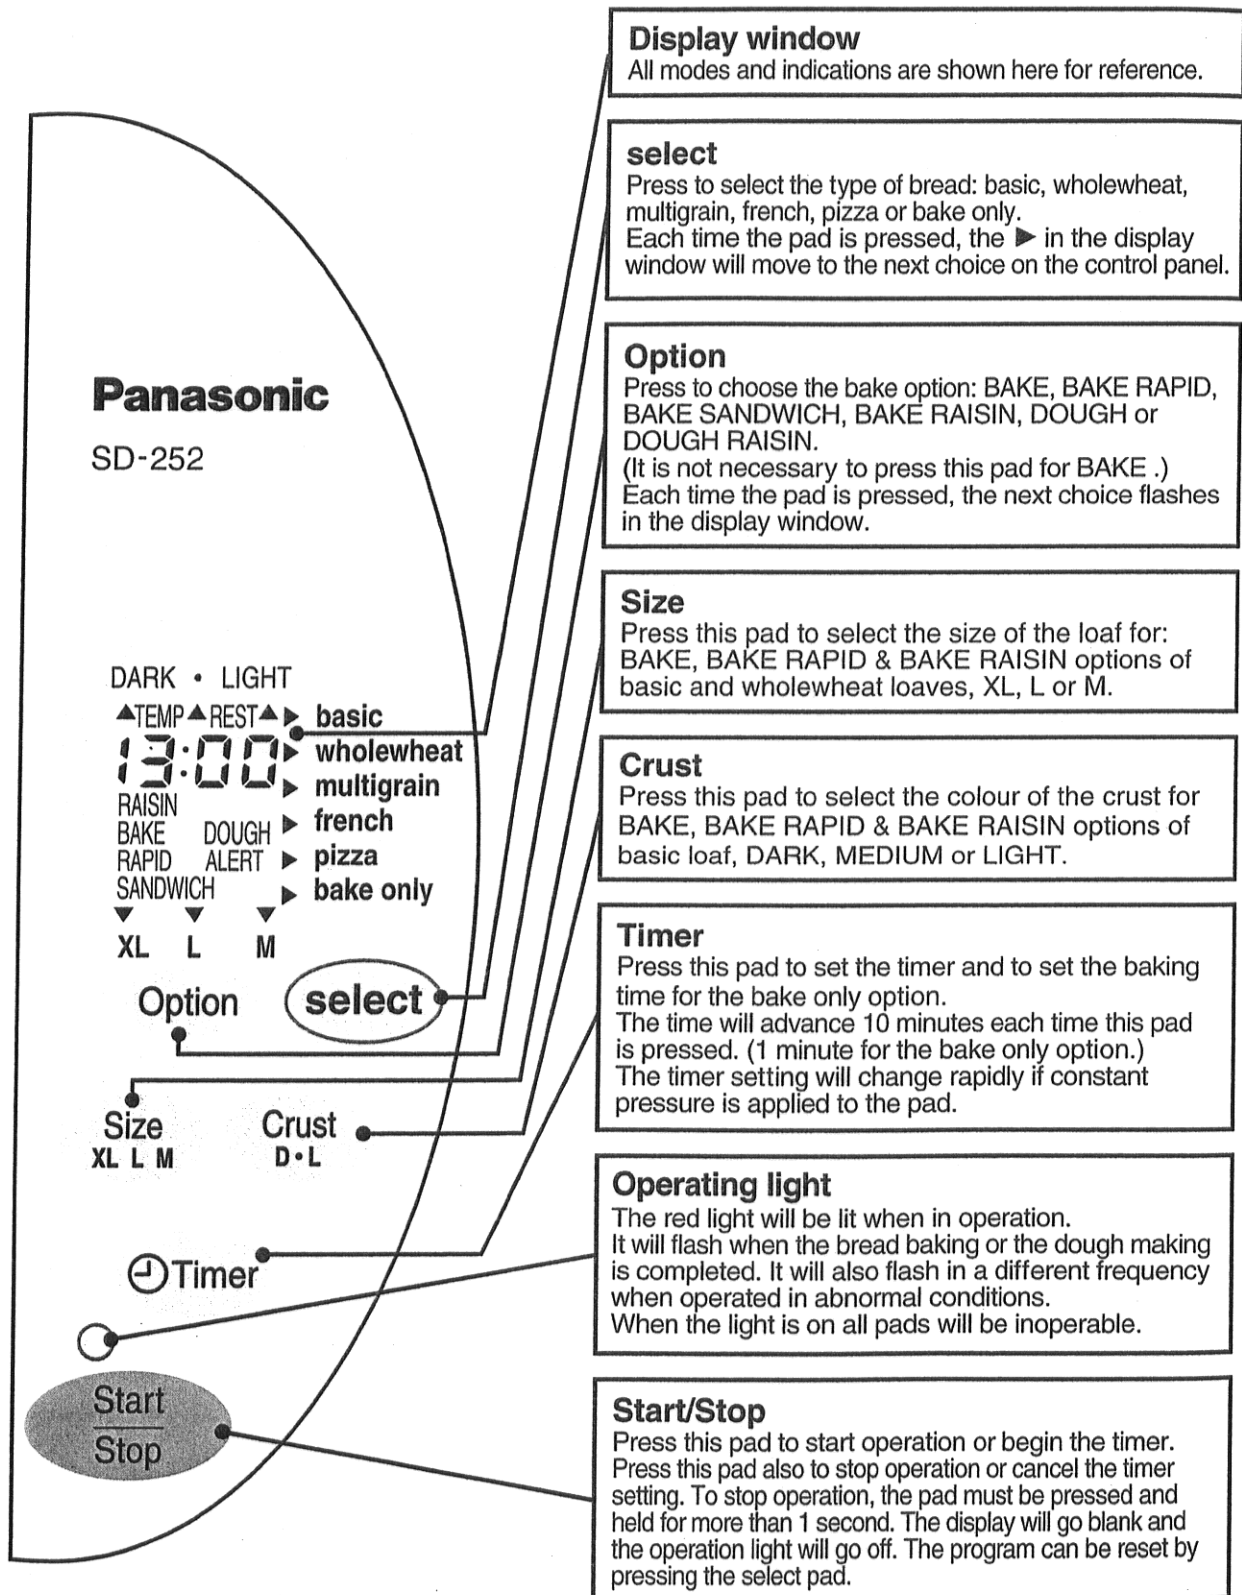 Display window
All modes and indications are shown here for reference.
select
Press to select the type of bread: basic, wholewheat,
multigrain, french, pizza or bake only.
Each time the pad is pressed, the ▶ in the display
window will move to the next choice on the control panel.
Option
Press to choose the bake option: BAKE, BAKE RAPID,
BAKE SANDWICH, BAKE RAISIN, DOUGH or
DOUGH RAISIN.
(It is not necessary to press this pad for BAKE .)
Each time the pad is pressed, the next choice flashes
in the display window.
Size
Press this pad to select the size of the loaf for:
BAKE, BAKE RAPID & BAKE RAISIN options of
basic and wholewheat loaves, XL, L or M.
Crust
Press this pad to select the colour of the crust for
BAKE, BAKE RAPID & BAKE RAISIN options of
basic loaf, DARK, MEDIUM or LIGHT.
Timer
Press this pad to set the timer and to set the baking
time for the bake only option.
The time will advance 10 minutes each time this pad
is pressed. (1 minute for the bake only option.)
The timer setting will change rapidly if constant
pressure is applied to the pad.
Operating light
The red light will be lit when in operation.
It will flash when the bread baking or the dough making
is completed. It will also flash in a different frequency
when operated in abnormal conditions.
When the light is on all pads will be inoperable.
Start/Stop
Press this pad to start operation or begin the timer.
Press this pad also to stop operation or cancel the timer
setting. To stop operation, the pad must be pressed and
held for more than 1 second. The display will go blank and
the operation light will go off. The program can be reset by
pressing the select pad.
Panasonic
SD-252
DARK • LIGHT
▲TEMP▲REST▲▶ basic
13:00▶ wholewheat
▶ multigrain
RAISIN
BAKE DOUGH ▶ french
RAPID ALERT ▶ pizza
SANDWICH ▶ bake only
▼ ▼ ▼
XL L M
Option select
Size Crust
XL L M D•L
Timer
Start
Stop